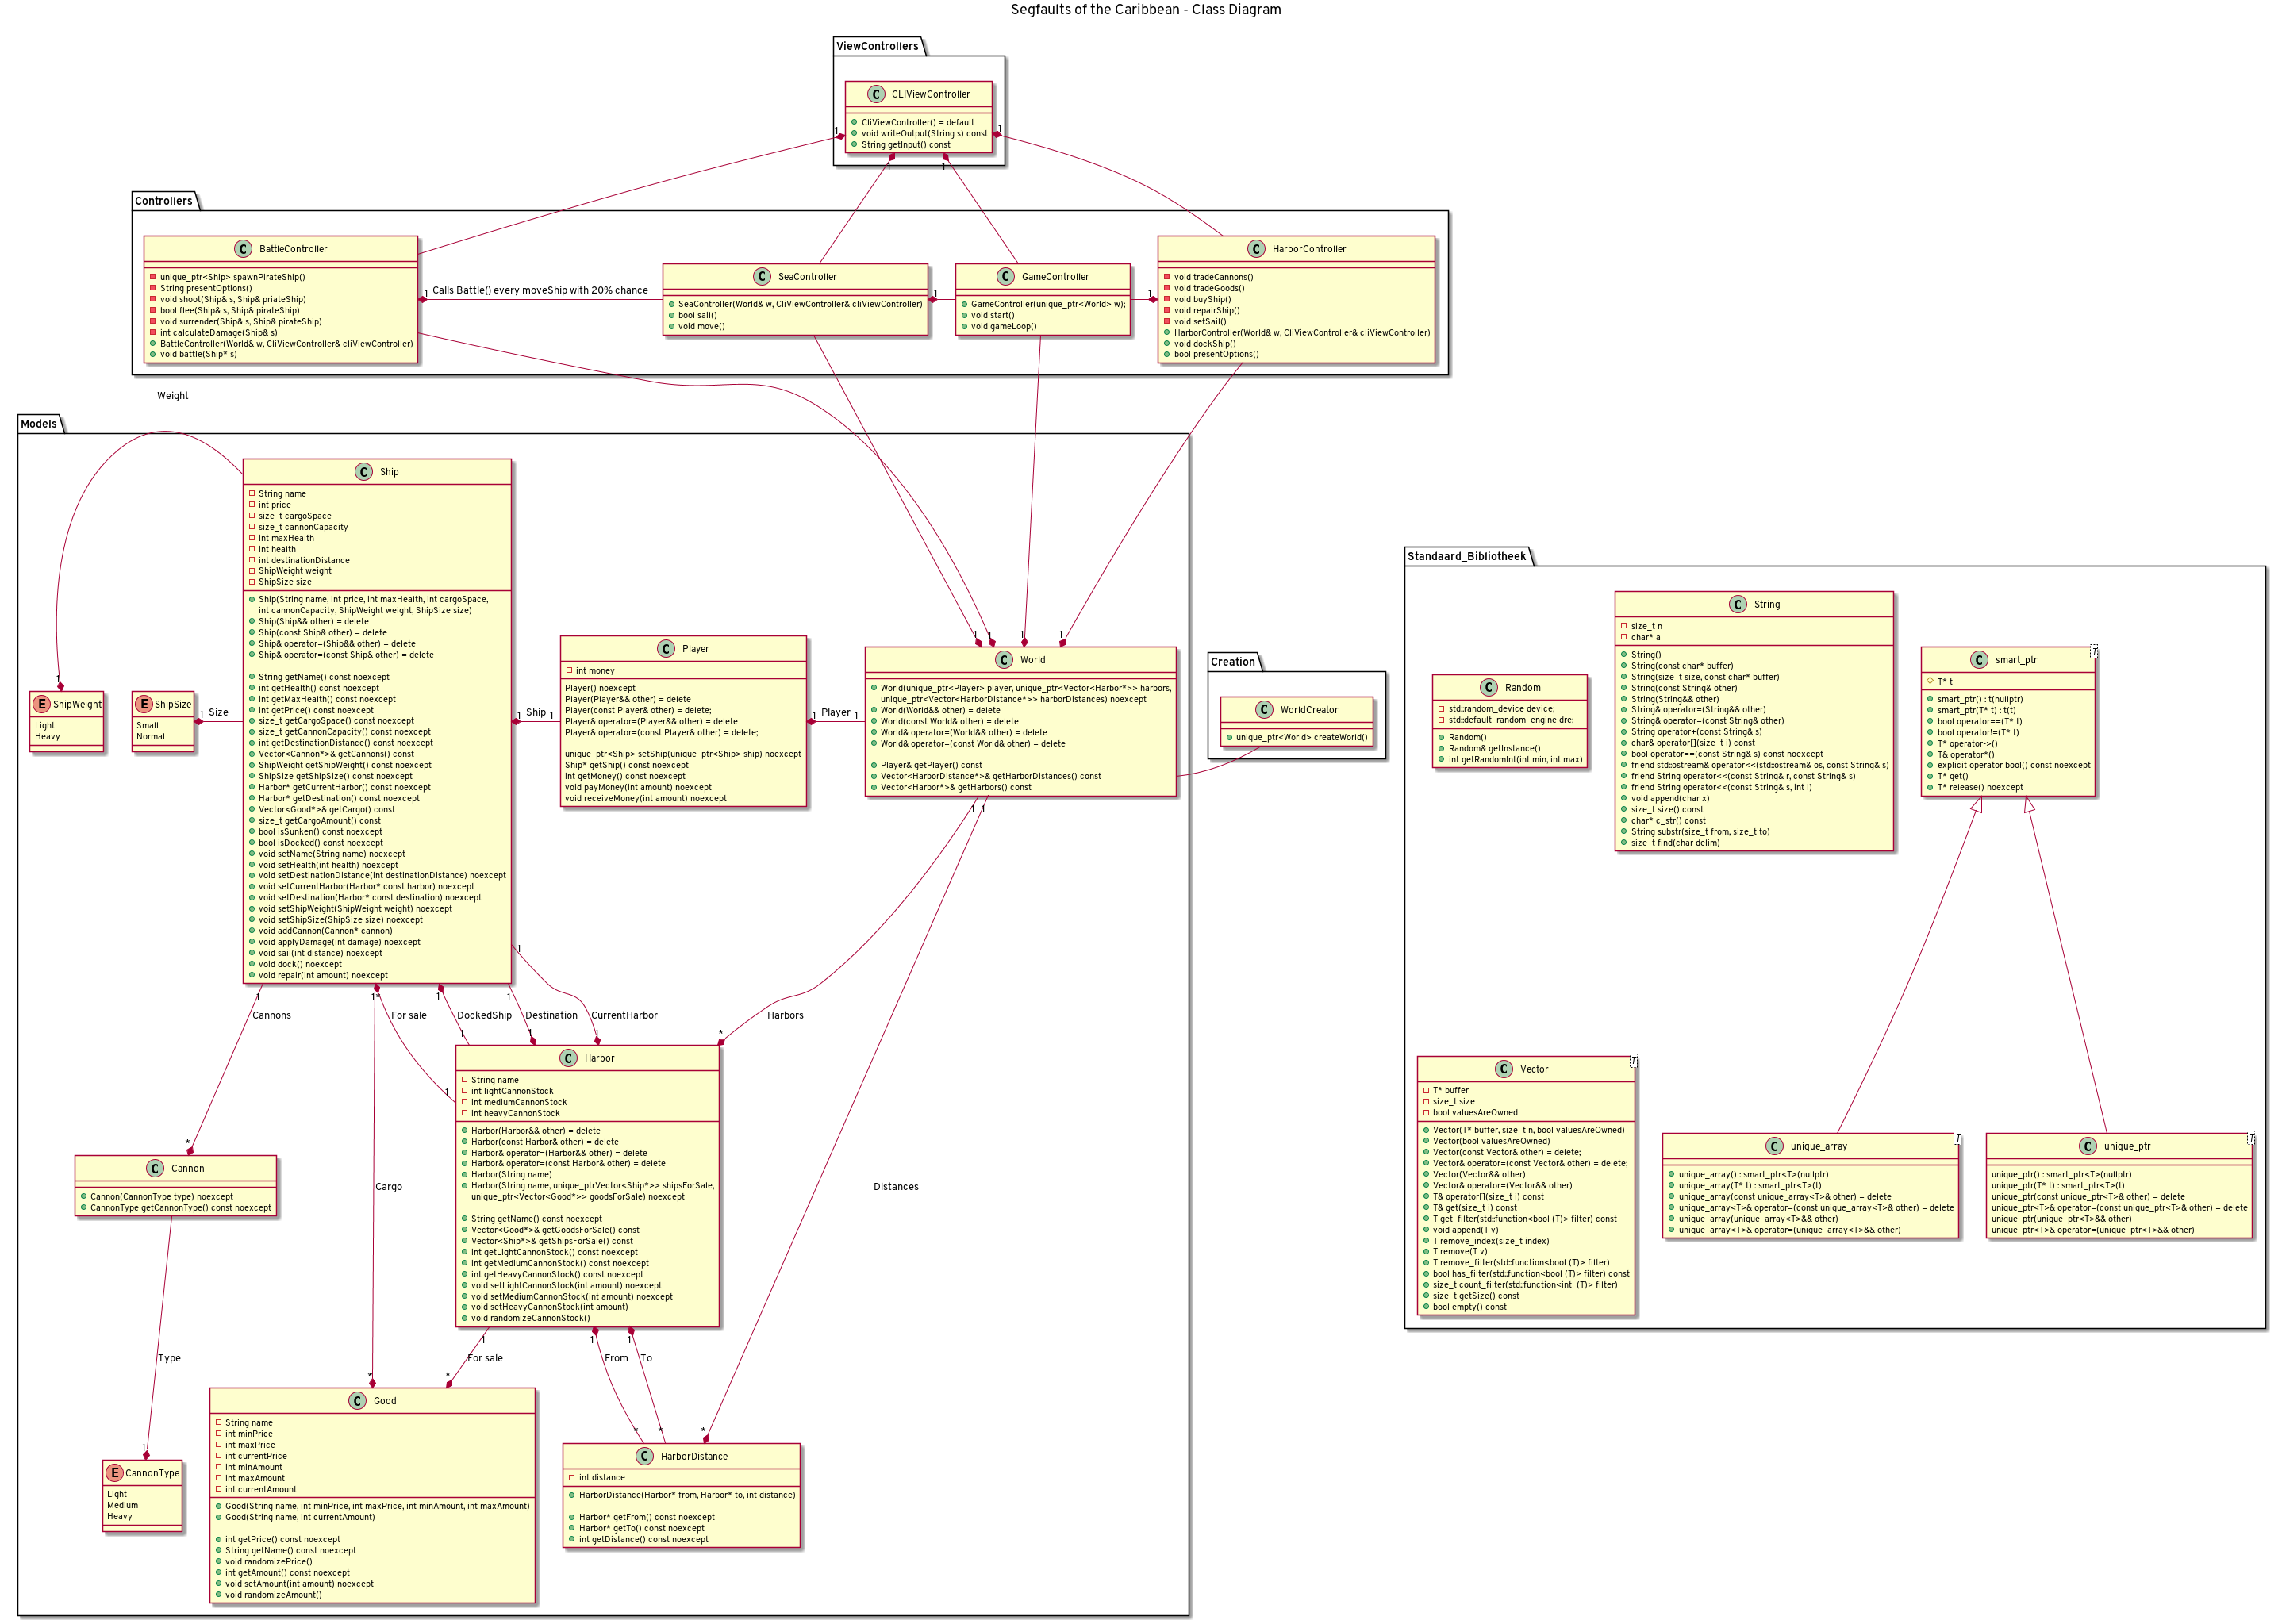 Segfaults of the Caribbean - Class Diagram
ViewControllers
CLIViewController
CliViewController() = default
void writeOutput(String s) const
String getInput() const
1
1
1
1
Controllers
BattleController
unique_ptr<Ship> spawnPirateShip()
String presentOptions()
void shoot(Ship& s, Ship& priateShip)
bool flee(Ship& s, Ship& pirateShip)
void surrender(Ship& s, Ship& pirateShip)
int calculateDamage(Ship& s)
BattleController(World& w, CliViewController& cliViewController)
void battle(Ship* s)
1
Calls Battle() every moveShip with 20% chance
SeaController
SeaController(World& w, CliViewController& cliViewController)
bool sail()
void move()
1
GameController
GameController(unique_ptr<World> w);
void start()
void gameLoop()
1
HarborController
void tradeCannons()
void tradeGoods()
void buyShip()
void repairShip()
void setSail()
HarborController(World& w, CliViewController& cliViewController)
void dockShip()
bool presentOptions()
Weight
Models
Ship
String name
int price
size_t cargoSpace
size_t cannonCapacity
int maxHealth
int health
int destinationDistance
ShipWeight weight
ShipSize size
Ship(String name, int price, int maxHealth, int cargoSpace,
int cannonCapacity, ShipWeight weight, ShipSize size)
Ship(Ship&& other) = delete
Ship(const Ship& other) = delete
Ship& operator=(Ship&& other) = delete
Ship& operator=(const Ship& other) = delete
String getName() const noexcept
int getHealth() const noexcept
int getMaxHealth() const noexcept
int getPrice() const noexcept
size_t getCargoSpace() const noexcept
size_t getCannonCapacity() const noexcept
int getDestinationDistance() const noexcept
Vector<Cannon*>& getCannons() const
ShipWeight getShipWeight() const noexcept
ShipSize getShipSize() const noexcept
Harbor* getCurrentHarbor() const noexcept
Harbor* getDestination() const noexcept
Vector<Good*>& getCargo() const
size_t getCargoAmount() const
bool isSunken() const noexcept
bool isDocked() const noexcept
void setName(String name) noexcept
void setHealth(int health) noexcept
void setDestinationDistance(int destinationDistance) noexcept
void setCurrentHarbor(Harbor* const harbor) noexcept
void setDestination(Harbor* const destination) noexcept
void setShipWeight(ShipWeight weight) noexcept
void setShipSize(ShipSize size) noexcept
void addCannon(Cannon* cannon)
void applyDamage(int damage) noexcept
void sail(int distance) noexcept
void dock() noexcept
void repair(int amount) noexcept
1
ShipWeight
Light
Heavy
ShipSize
Small
Normal
1
Size
1
Ship
1
Player
int money
Player() noexcept
Player(Player&& other) = delete
Player(const Player& other) = delete;
Player& operator=(Player&& other) = delete
Player& operator=(const Player& other) = delete;
unique_ptr<Ship> setShip(unique_ptr<Ship> ship) noexcept
Ship* getShip() const noexcept
int getMoney() const noexcept
void payMoney(int amount) noexcept
void receiveMoney(int amount) noexcept
1
Player
1
1
1
1
1
World
World(unique_ptr<Player> player, unique_ptr<Vector<Harbor*>> harbors,
unique_ptr<Vector<HarborDistance*>> harborDistances) noexcept
World(World&& other) = delete
World(const World& other) = delete
World& operator=(World&& other) = delete
World& operator=(const World& other) = delete
Player& getPlayer() const
Vector<HarborDistance*>& getHarborDistances() const
Vector<Harbor*>& getHarbors() const
Creation
WorldCreator
unique_ptr<World> createWorld()
1
1
Harbors
*
Distances
*
1
Cannons
*
1
*
For sale
1
Cargo
*
1
DockedShip
1
1
Destination
1
1
CurrentHarbor
1
Harbor
String name
int lightCannonStock
int mediumCannonStock
int heavyCannonStock
Harbor(Harbor&& other) = delete
Harbor(const Harbor& other) = delete
Harbor& operator=(Harbor&& other) = delete
Harbor& operator=(const Harbor& other) = delete
Harbor(String name)
Harbor(String name, unique_ptrVector<Ship*>> shipsForSale,
unique_ptr<Vector<Good*>> goodsForSale) noexcept
String getName() const noexcept
Vector<Good*>& getGoodsForSale() const
Vector<Ship*>& getShipsForSale() const
int getLightCannonStock() const noexcept
int getMediumCannonStock() const noexcept
int getHeavyCannonStock() const noexcept
void setLightCannonStock(int amount) noexcept
void setMediumCannonStock(int amount) noexcept
void setHeavyCannonStock(int amount)
void randomizeCannonStock()
Cannon
Cannon(CannonType type) noexcept
CannonType getCannonType() const noexcept
Type
1
CannonType
Light
Medium
Heavy
1
For sale
*
1
From
*
1
To
*
Good
String name
int minPrice
int maxPrice
int currentPrice
int minAmount
int maxAmount
int currentAmount
Good(String name, int minPrice, int maxPrice, int minAmount, int maxAmount)
Good(String name, int currentAmount)
int getPrice() const noexcept
String getName() const noexcept
void randomizePrice()
int getAmount() const noexcept
void setAmount(int amount) noexcept
void randomizeAmount()
HarborDistance
int distance
HarborDistance(Harbor* from, Harbor* to, int distance)
Harbor* getFrom() const noexcept
Harbor* getTo() const noexcept
int getDistance() const noexcept
Standaard_Bibliotheek
Random
std::random_device device;
std::default_random_engine dre;
Random()
Random& getInstance()
int getRandomInt(int min, int max)
String
size_t n
char* a
String()
String(const char* buffer)
String(size_t size, const char* buffer)
String(const String& other)
String(String&& other)
String& operator=(String&& other)
String& operator=(const String& other)
String operator+(const String& s)
char& operator[](size_t i) const
bool operator==(const String& s) const noexcept
friend std::ostream& operator<<(std::ostream& os, const String& s)
friend String operator<<(const String& r, const String& s)
friend String operator<<(const String& s, int i)
void append(char x)
size_t size() const
char* c_str() const
String substr(size_t from, size_t to)
size_t find(char delim)
smart_ptr
T
T* t
smart_ptr() : t(nullptr)
smart_ptr(T* t) : t(t)
bool operator==(T* t)
bool operator!=(T* t)
T* operator->()
T& operator*()
explicit operator bool() const noexcept
T* get()
T* release() noexcept
Vector
T
T* buffer
size_t size
bool valuesAreOwned
Vector(T* buffer, size_t n, bool valuesAreOwned)
Vector(bool valuesAreOwned)
Vector(const Vector& other) = delete;
Vector& operator=(const Vector& other) = delete;
Vector(Vector&& other)
Vector& operator=(Vector&& other)
T& operator[](size_t i) const
T& get(size_t i) const
T get_filter(std::function<bool (T)> filter) const
void append(T v)
T remove_index(size_t index)
T remove(T v)
T remove_filter(std::function<bool (T)> filter)
bool has_filter(std::function<bool (T)> filter) const
size_t count_filter(std::function<int  (T)> filter)
size_t getSize() const
bool empty() const
unique_array
T
unique_array() : smart_ptr<T>(nullptr)
unique_array(T* t) : smart_ptr<T>(t)
unique_array(const unique_array<T>& other) = delete
unique_array<T>& operator=(const unique_array<T>& other) = delete
unique_array(unique_array<T>&& other)
unique_array<T>& operator=(unique_array<T>&& other)
unique_ptr
T
unique_ptr() : smart_ptr<T>(nullptr)
unique_ptr(T* t) : smart_ptr<T>(t)
unique_ptr(const unique_ptr<T>& other) = delete
unique_ptr<T>& operator=(const unique_ptr<T>& other) = delete
unique_ptr(unique_ptr<T>&& other)
unique_ptr<T>& operator=(unique_ptr<T>&& other)